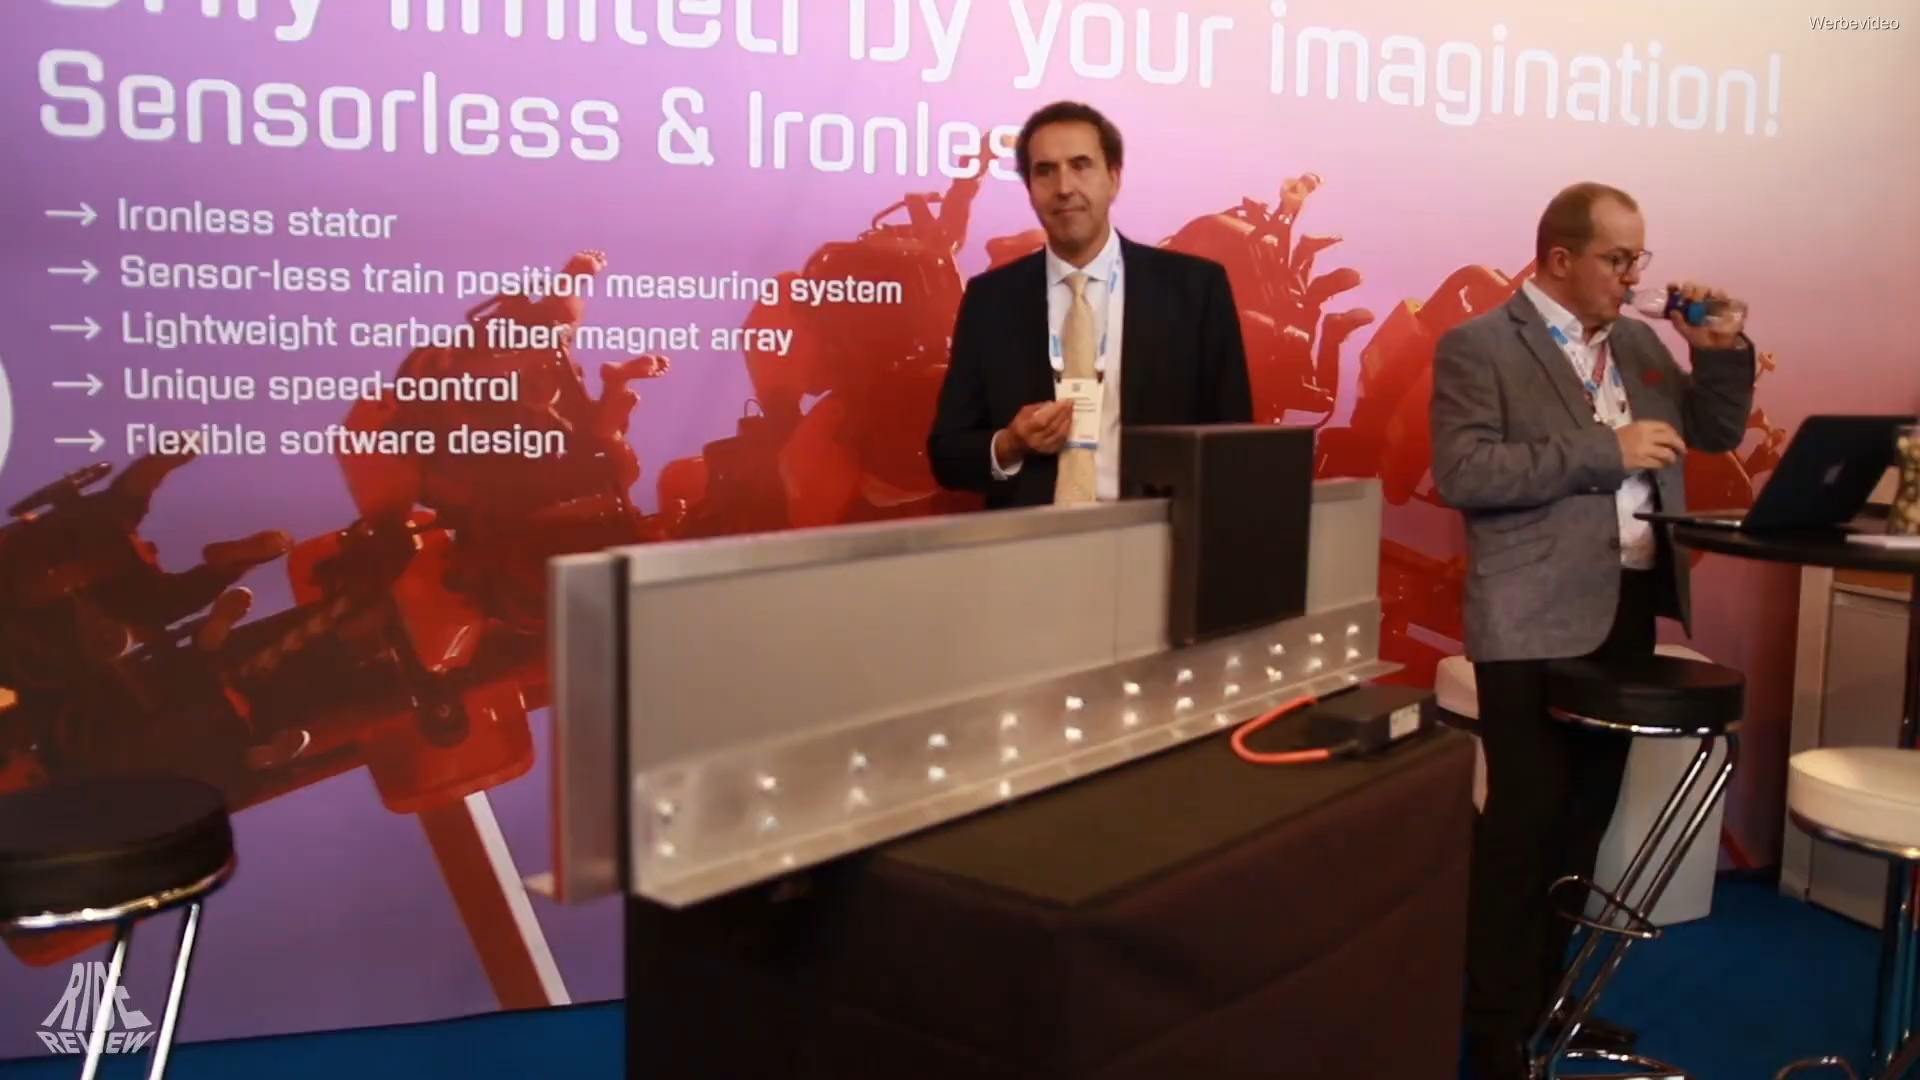 Werbevideo
limited by your imagination!
Sensorless & Ironless
→ Ironless stator
→ Sensor-less train position measuring system
→ Lightweight carbon fiber magnet array
→ Unique speed-control
→ Flexible software design
RIDE
REVIEW